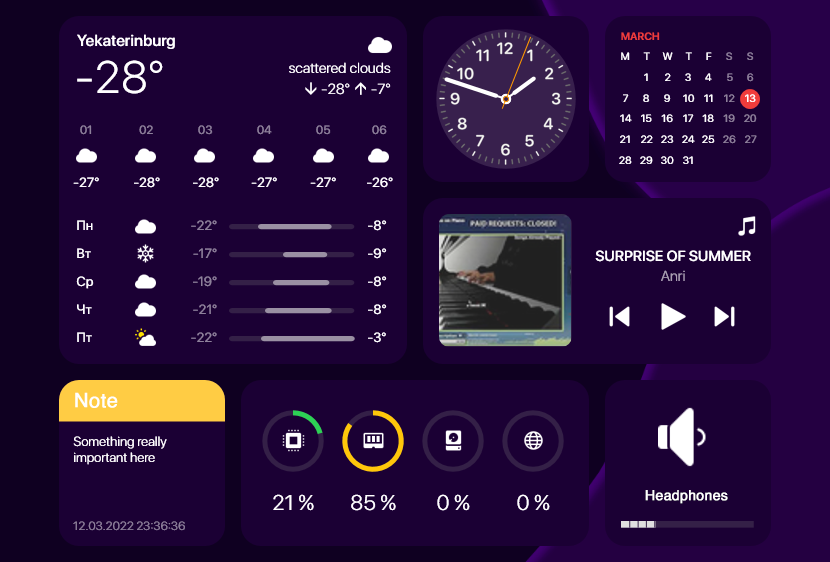 Yekaterinburg
-28°
scattered clouds
↓ -28° ↑ -7°
01 02 03 04 05 06
-27° -28° -28° -27° -27° -26°
Пн -22° -8°
Вт -17° -9°
Ср -19° -8°
Чт -21° -8°
Пт -22° -3°
12 1 2 3 4 5 6 7 8 9 10 11
MARCH
M T W T F S S
1 2 3 4 5 6
7 8 9 10 11 12 13
14 15 16 17 18 19 20
21 22 23 24 25 26 27
28 29 30 31
PAID REQUESTS: CLOSED!
SURPRISE OF SUMMER
Anri
Note
Something really
important here
12.03.2022 23:36:36
21 % 85 % 0 % 0 %
Headphones